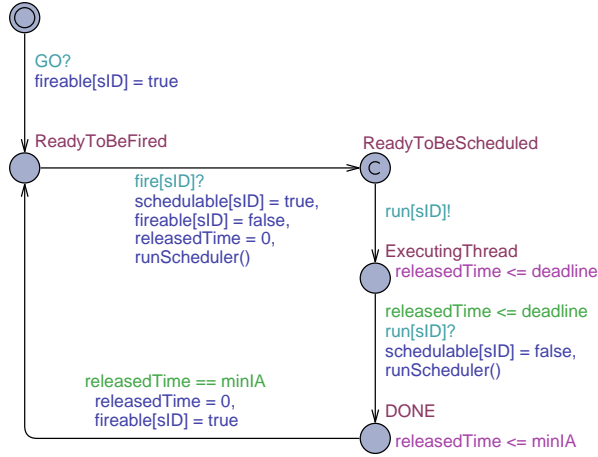 GO?
fireable[sID] = true
ReadyToBeFired
ReadyToBeScheduled
C
fire[sID]?
schedulable[sID] = true,
fireable[sID] = false,
releasedTime = 0,
runScheduler()
run[sID]!
ExecutingThread
releasedTime <= deadline
releasedTime <= deadline
run[sID]?
schedulable[sID] = false,
runScheduler()
releasedTime == minIA
releasedTime = 0,
fireable[sID] = true
DONE
releasedTime <= minIA